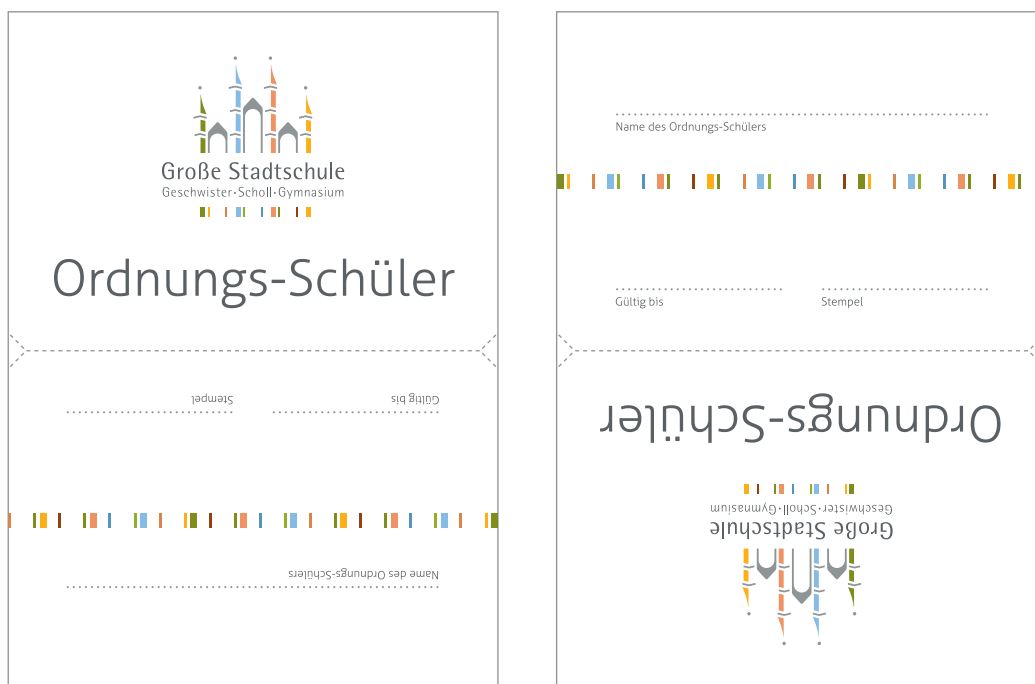 Große Stadtschule
Geschwister·Scholl·Gymnasium
Ordnungs-Schüler
Gültig bis
Stempel
Name des Ordnungs-Schülers
Name des Ordnungs-Schülers
Gültig bis
Stempel
Ordnungs-Schüler
Große Stadtschule
Geschwister·Scholl·Gymnasium